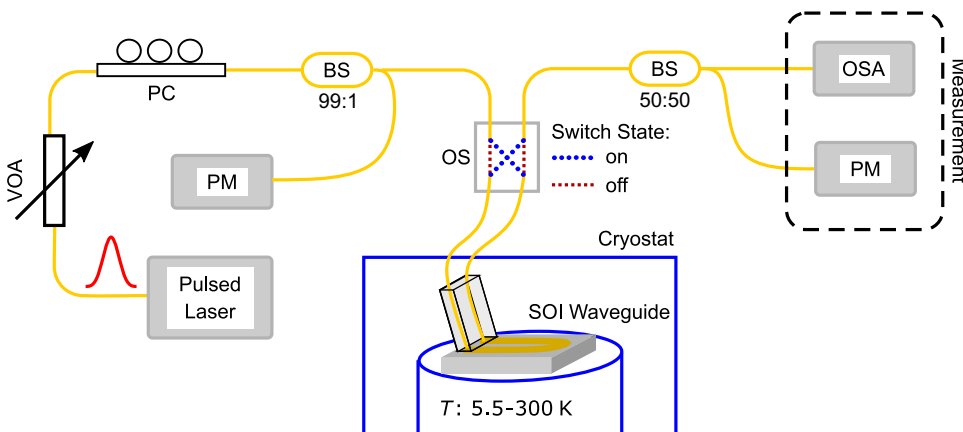 PC
BS
99:1
VOA
PM
Pulsed
Laser
OS
Switch State:
on
off
BS
50:50
OSA
PM
Measurement
Cryostat
SOI Waveguide
T: 5.5-300 K